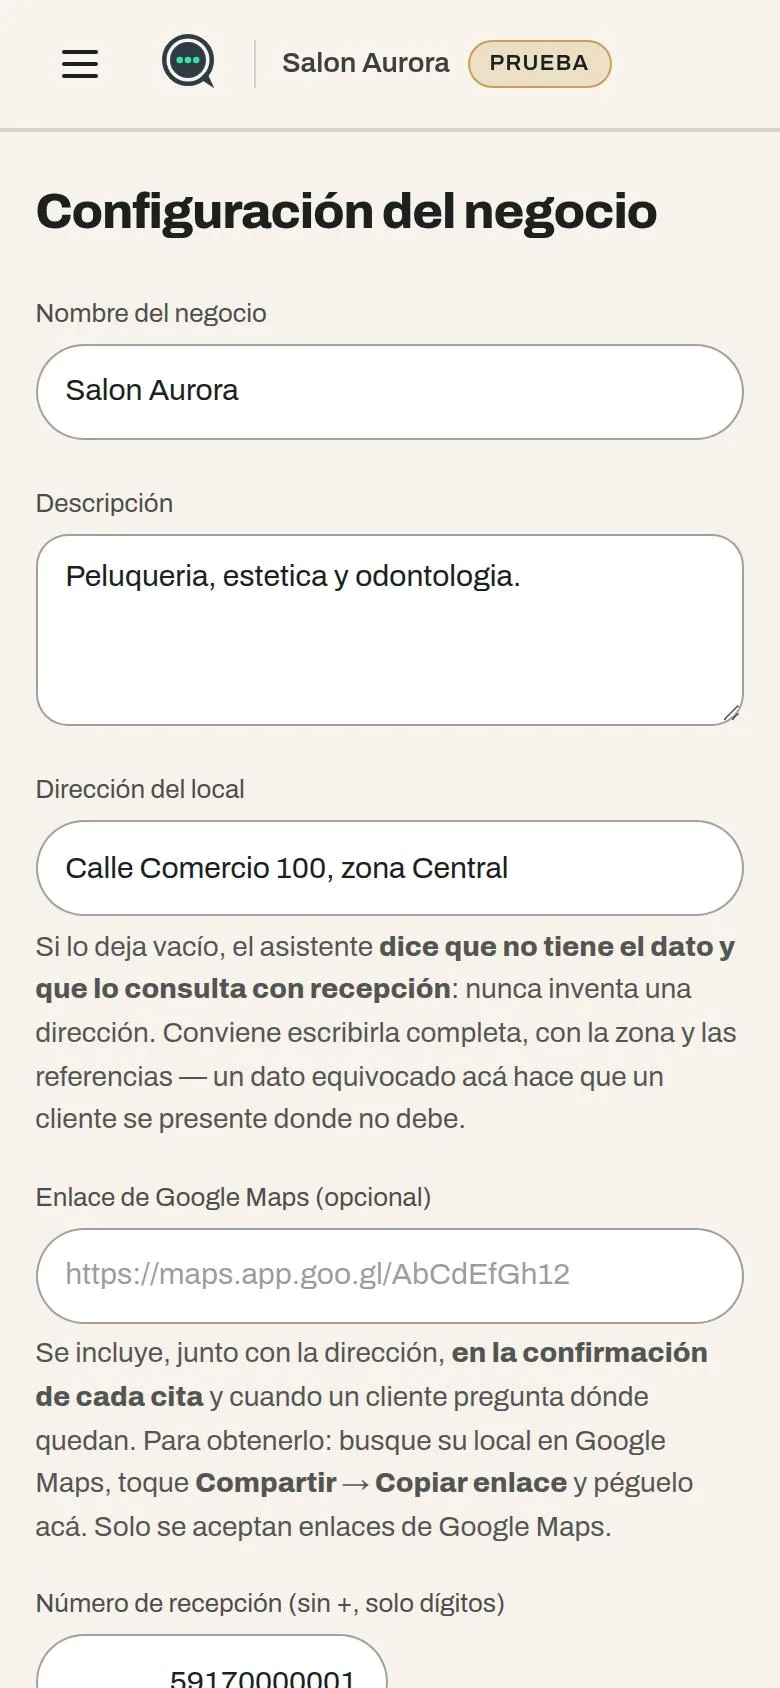 Salon Aurora PRUEBA
Configuración del negocio
Nombre del negocio
Salon Aurora
Descripción
Peluqueria, estetica y odontologia.
Dirección del local
Calle Comercio 100, zona Central
Si lo deja vacío, el asistente dice que no tiene el dato y
que lo consulta con recepción: nunca inventa una
dirección. Conviene escribirla completa, con la zona y las
referencias — un dato equivocado acá hace que un
cliente se presente donde no debe.
Enlace de Google Maps (opcional)
https://maps.app.goo.gl/AbCdEfGh12
Se incluye, junto con la dirección, en la confirmación
de cada cita y cuando un cliente pregunta dónde
quedan. Para obtenerlo: busque su local en Google
Maps, toque Compartir → Copiar enlace y péguelo
acá. Solo se aceptan enlaces de Google Maps.
Número de recepción (sin +, solo dígitos)
59170000001